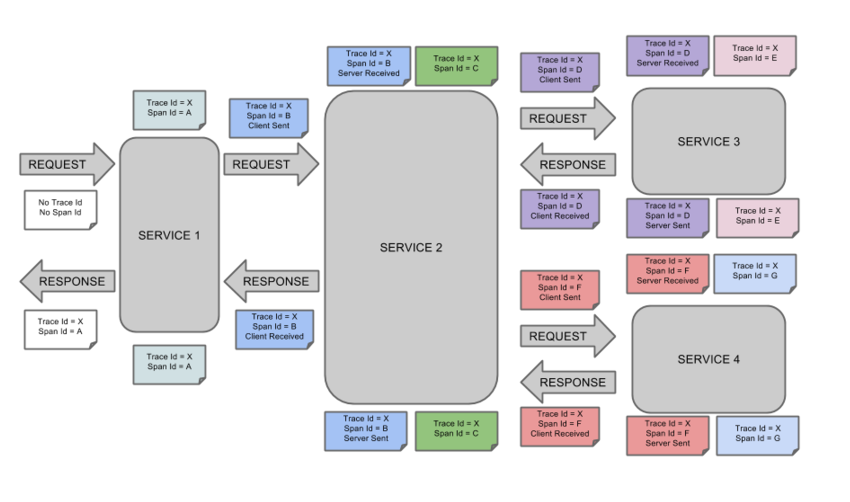 Trace Id = X
Span Id = A
REQUEST
No Trace Id
No Span Id
SERVICE 1
RESPONSE
Trace Id = X
Span Id = A
Trace Id = X
Span Id = A
Trace Id = X
Span Id = B
Client Sent
REQUEST
RESPONSE
Trace Id = X
Span Id = B
Client Received
Trace Id = X
Span Id = B
Server Received
Trace Id = X
Span Id = C
SERVICE 2
Trace Id = X
Span Id = B
Server Sent
Trace Id = X
Span Id = C
Trace Id = X
Span Id = D
Client Sent
REQUEST
RESPONSE
Trace Id = X
Span Id = D
Client Received
Trace Id = X
Span Id = D
Server Received
Trace Id = X
Span Id = E
SERVICE 3
Trace Id = X
Span Id = D
Server Sent
Trace Id = X
Span Id = E
Trace Id = X
Span Id = F
Client Sent
REQUEST
RESPONSE
Trace Id = X
Span Id = F
Client Received
Trace Id = X
Span Id = F
Server Received
Trace Id = X
Span Id = G
SERVICE 4
Trace Id = X
Span Id = F
Server Sent
Trace Id = X
Span Id = G